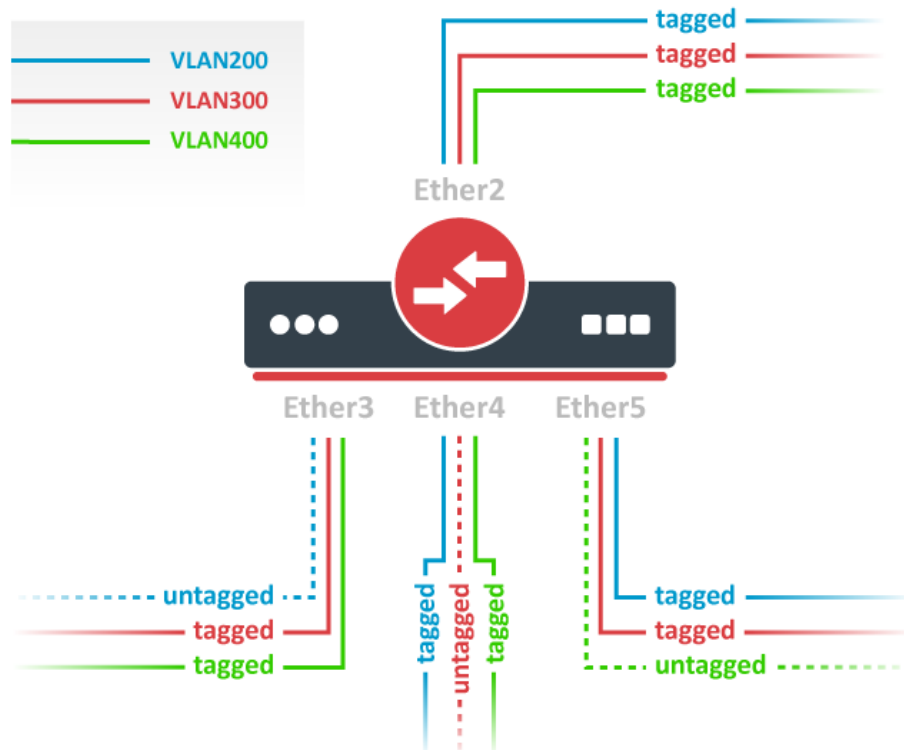 tagged
VLAN200
tagged
VLAN300
tagged
VLAN400
Ether2
Ether3 Ether4 Ether5
untagged
tagged
tagged
tagged
untagged
tagged
tagged
tagged
untagged